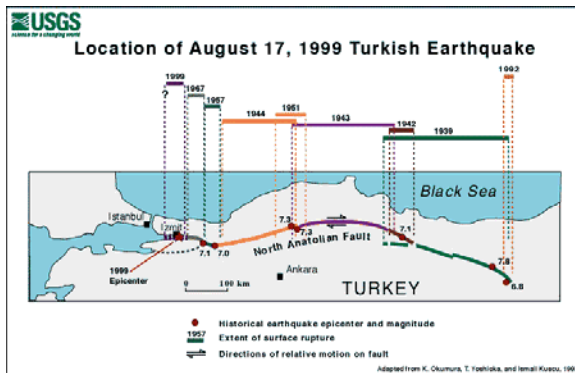 USGS
science for a changing world
Location of August 17, 1999 Turkish Earthquake
1992
1999
1967
1951
?
1957
1944
1943
1942
1939
Black Sea
Istanbul
Izmit
7.3
7.3
7.1
North Anatolian Fault
7.1
7.0
7.8
1999
Epicenter
Ankara
6.8
0 100 km
TURKEY
Historical earthquake epicenter and magnitude
1957
Extent of surface rupture
Directions of relative motion on fault
Adapted from K. Okumura, T. Yoshioka, and Ismail Kuscu, 199